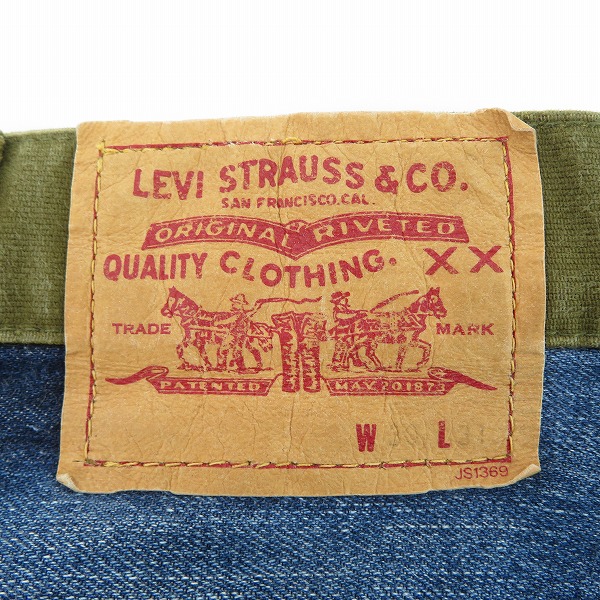 LEVI STRAUSS & CO.
SAN FRANCISCO, CAL.
ORIGINAL RIVETED
QUALITY CLOTHING. XX
TRADE MARK
PATENTED MAY 20 1873
W L
JS1369